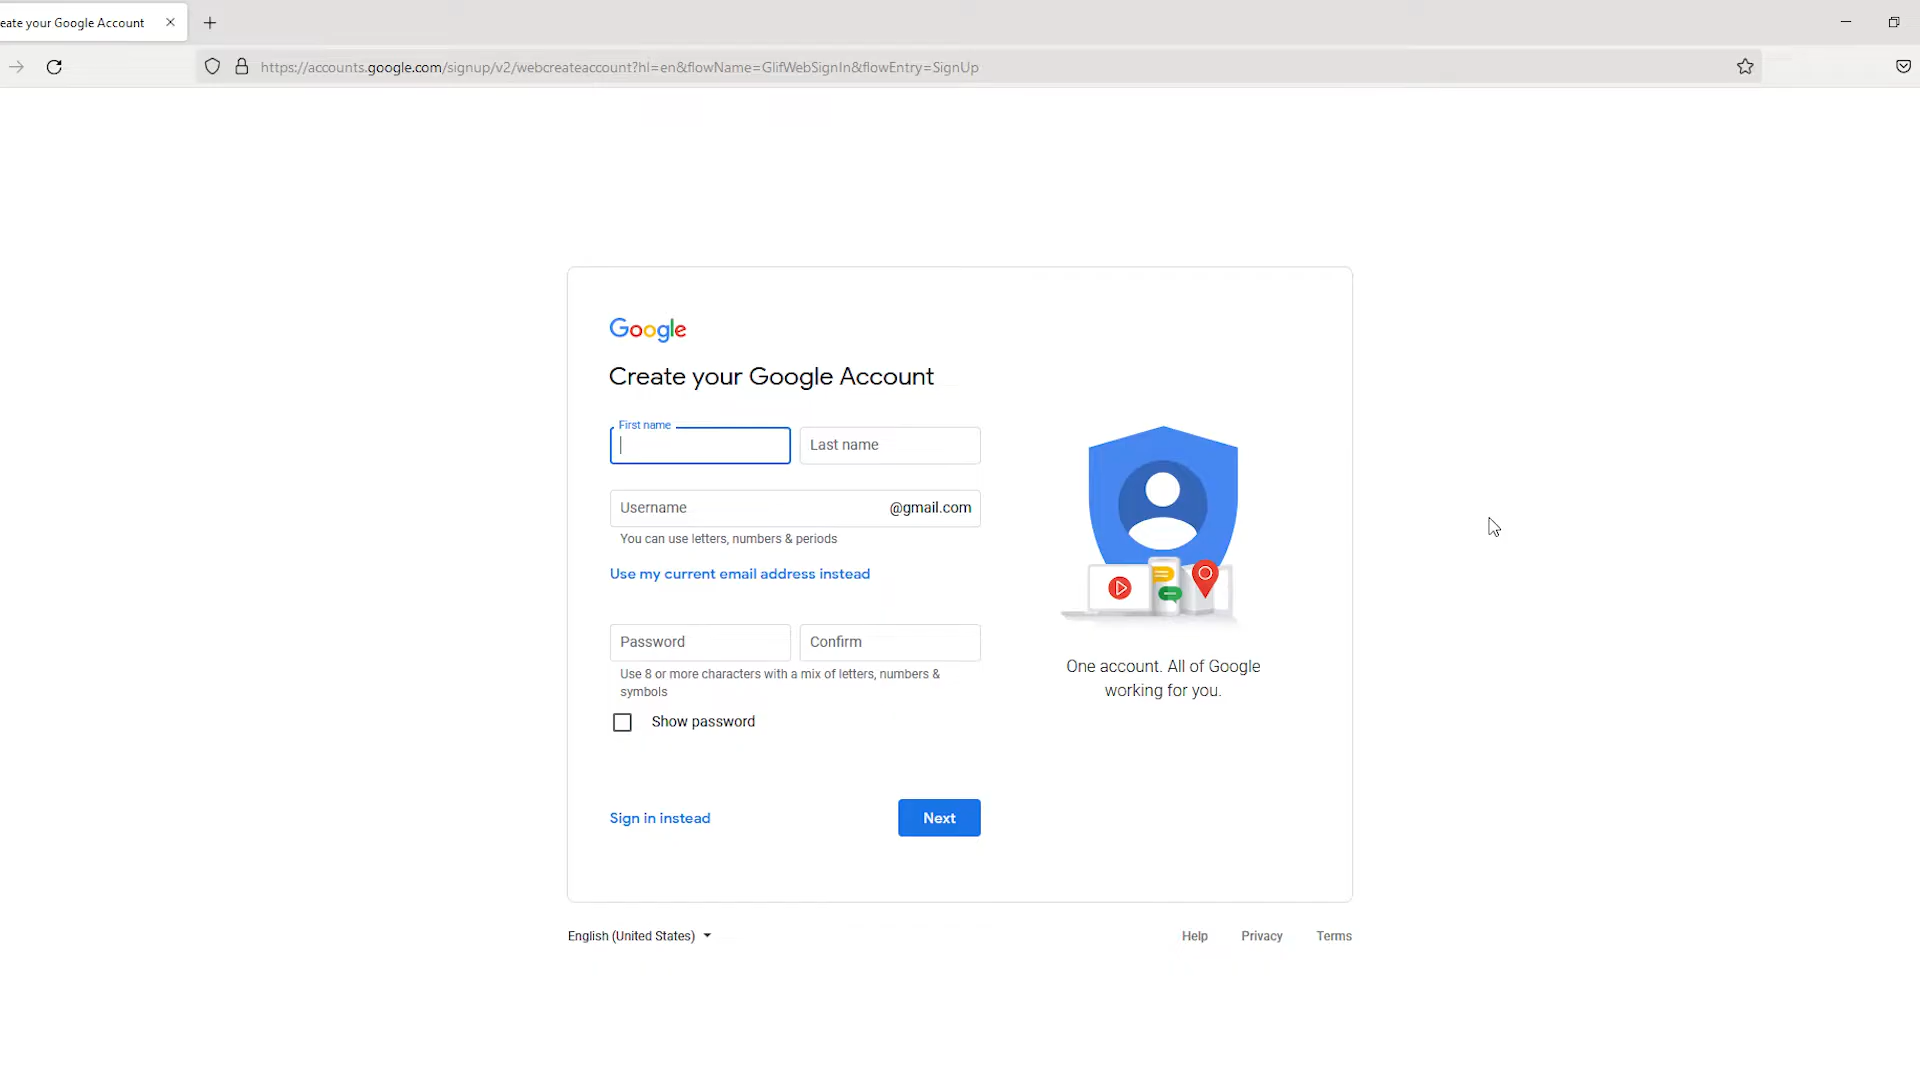 eate your Google Account
https://accounts.google.com/signup/v2/webcreateaccount?hl=en&flowName=GlifWebSignIn&flowEntry=SignUp
Google
Create your Google Account
First name
Last name
Username
@gmail.com
You can use letters, numbers & periods
Use my current email address instead
Password
Confirm
Use 8 or more characters with a mix of letters, numbers &
symbols
Show password
Sign in instead
Next
One account. All of Google
working for you.
English (United States)
Help
Privacy
Terms